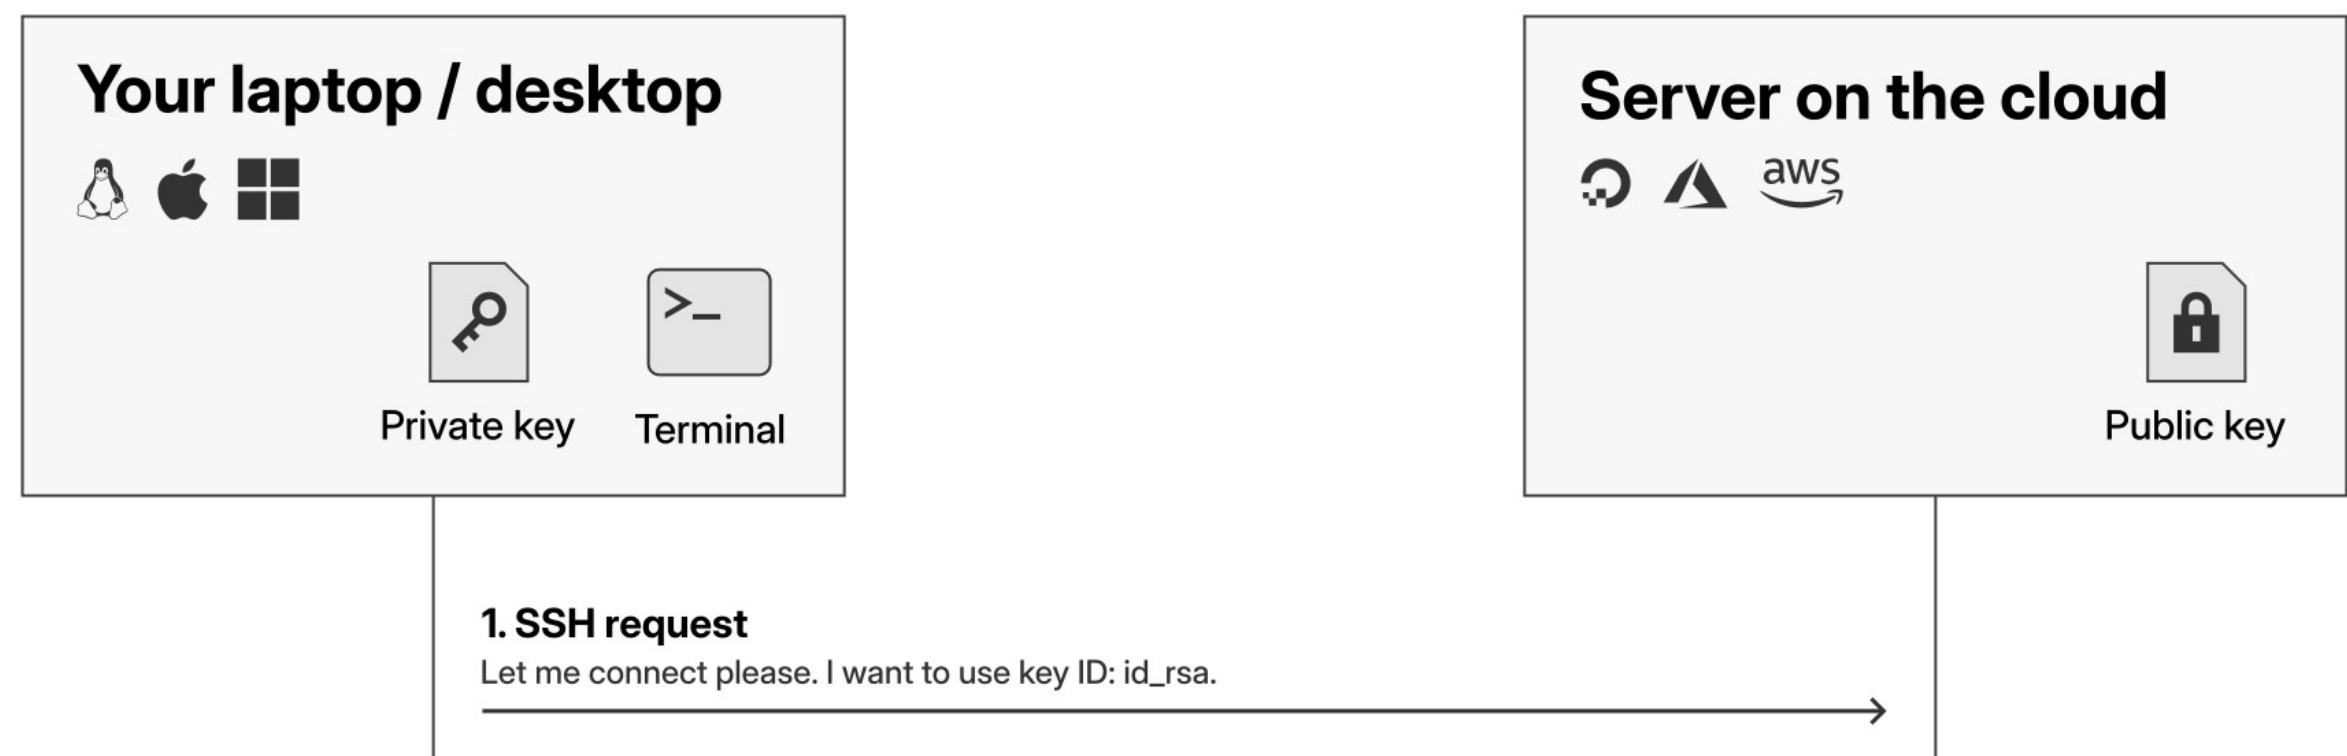 Your laptop / desktop
Server on the cloud
aws
>_
Private key
Terminal
Public key
1. SSH request
Let me connect please. I want to use key ID: id_rsa.